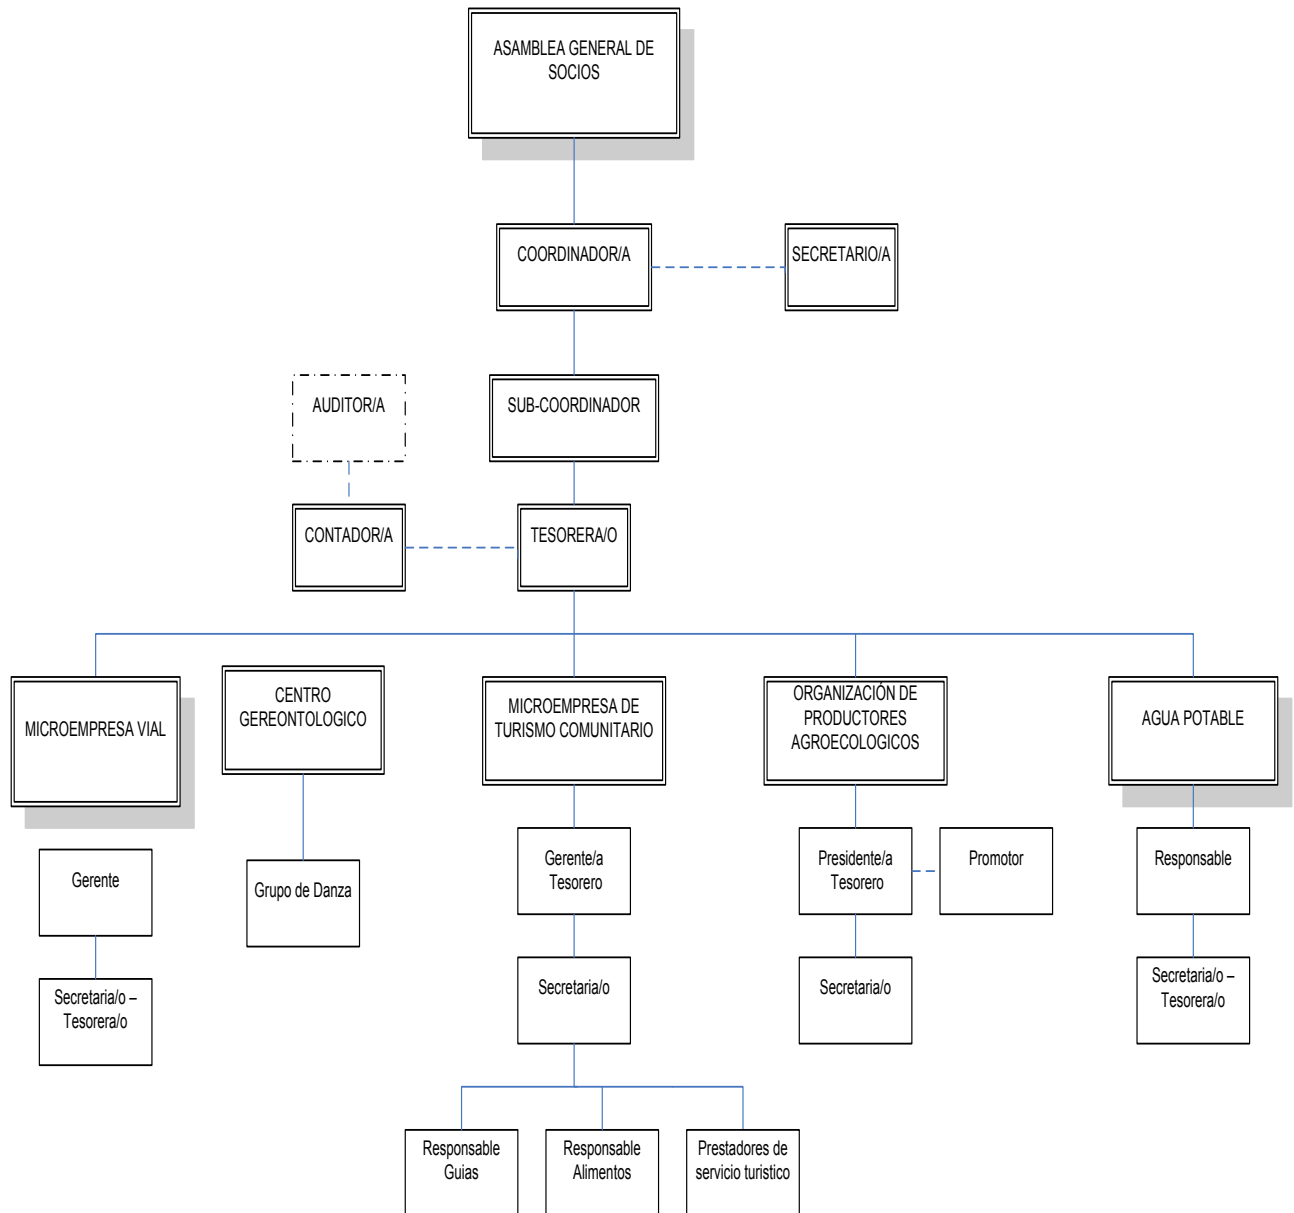 ASAMBLEA GENERAL DE
SOCIOS
COORDINADOR/A
SECRETARIO/A
AUDITOR/A
SUB-COORDINADOR
CONTADOR/A
TESORERA/O
MICROEMPRESA VIAL
CENTRO
GEREONTOLOGICO
MICROEMPRESA DE
TURISMO COMUNITARIO
ORGANIZACIÓN DE
PRODUCTORES
AGROECOLOGICOS
AGUA POTABLE
Gerente
Grupo de Danza
Gerente/a
Tesorero
Presidente/a
Tesorero
Promotor
Responsable
Secretaria/o –
Tesorera/o
Secretaria/o
Secretaria/o
Secretaria/o –
Tesorera/o
Responsable
Guias
Responsable
Alimentos
Prestadores de
servicio turistico